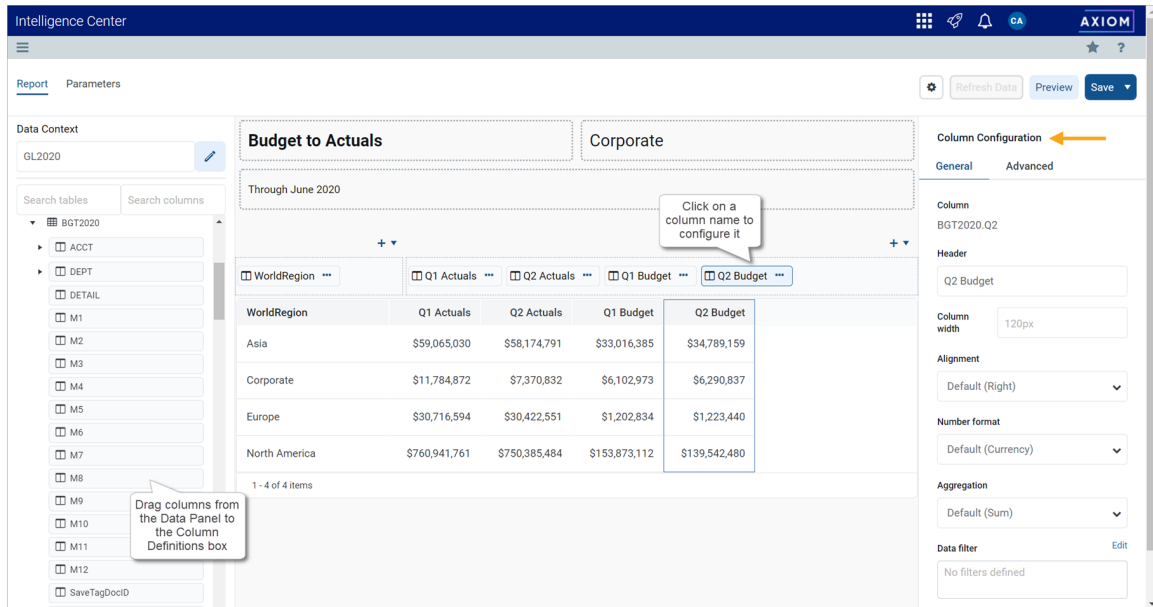 Intelligence Center
CA
AXIOM
?
Report Parameters
Refresh Data Preview Save
Data Context
GL2020
Search tables Search columns
BGT2020
ACCT
DEPT
DETAIL
M1
M2
M3
M4
M5
M6
M7
M8
M9
M10
M11
M12
SaveTagDocID
Drag columns from
the Data Panel to
the Column
Definitions box
Budget to Actuals Corporate
Through June 2020
Click on a
column name to
configure it
WorldRegion Q1 Actuals Q2 Actuals Q1 Budget Q2 Budget
WorldRegion Q1 Actuals Q2 Actuals Q1 Budget Q2 Budget
Asia $59,065,030 $58,174,791 $33,016,385 $34,789,159
Corporate $11,784,872 $7,370,832 $6,102,973 $6,290,837
Europe $30,716,594 $30,422,551 $1,202,834 $1,223,440
North America $760,941,761 $750,385,484 $153,873,112 $139,542,480
1 - 4 of 4 items
Column Configuration
General Advanced
Column
BGT2020.Q2
Header
Q2 Budget
Column
width
120px
Alignment
Default (Right)
Number format
Default (Currency)
Aggregation
Default (Sum)
Data filter Edit
No filters defined